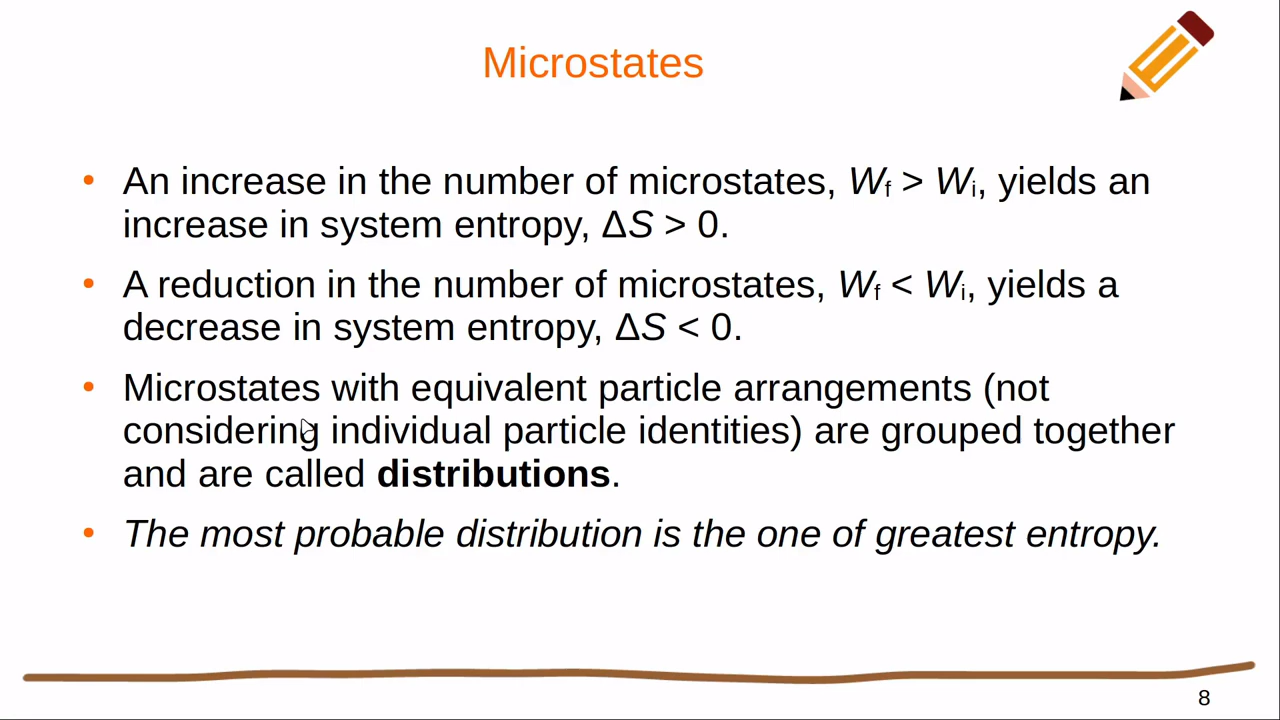 Microstates
• An increase in the number of microstates, Wf > Wi, yields an
increase in system entropy, ΔS > 0.
• A reduction in the number of microstates, Wf < Wi, yields a
decrease in system entropy, ΔS < 0.
• Microstates with equivalent particle arrangements (not
considering individual particle identities) are grouped together
and are called distributions.
• The most probable distribution is the one of greatest entropy.
8